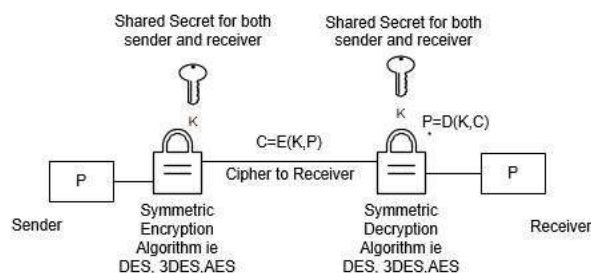 Shared Secret for both
sender and receiver
Shared Secret for both
sender and receiver
K
K
P=D(K,C)
C=E(K,P)
P
Cipher to Receiver
P
Sender
Symmetric
Encryption
Algorithm ie
DES, 3DES,AES
Symmetric
Decryption
Algorithm ie
DES, 3DES,AES
Receiver